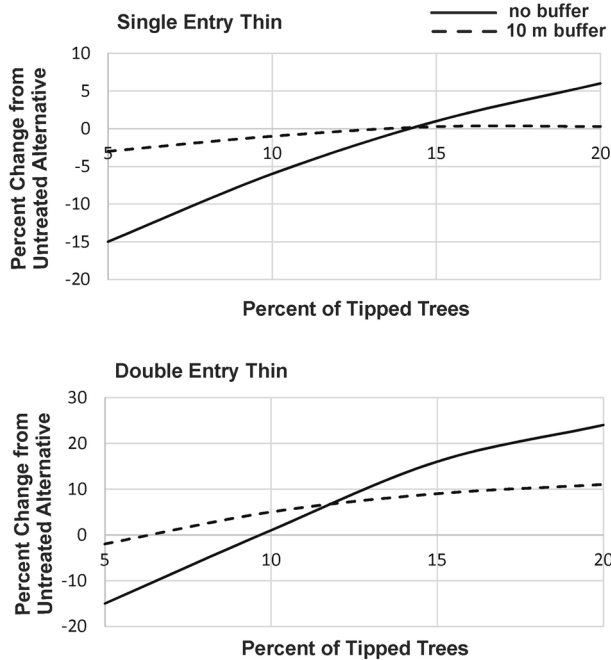 Single Entry Thin
no buffer
10 m buffer
Percent Change from
Untreated Alternative
10
5
0
-5
-10
-15
-20
5
10
15
20
Percent of Tipped Trees
Double Entry Thin
Percent Change from
Untreated Alternative
30
20
10
0
-10
-20
5
10
15
20
Percent of Tipped Trees